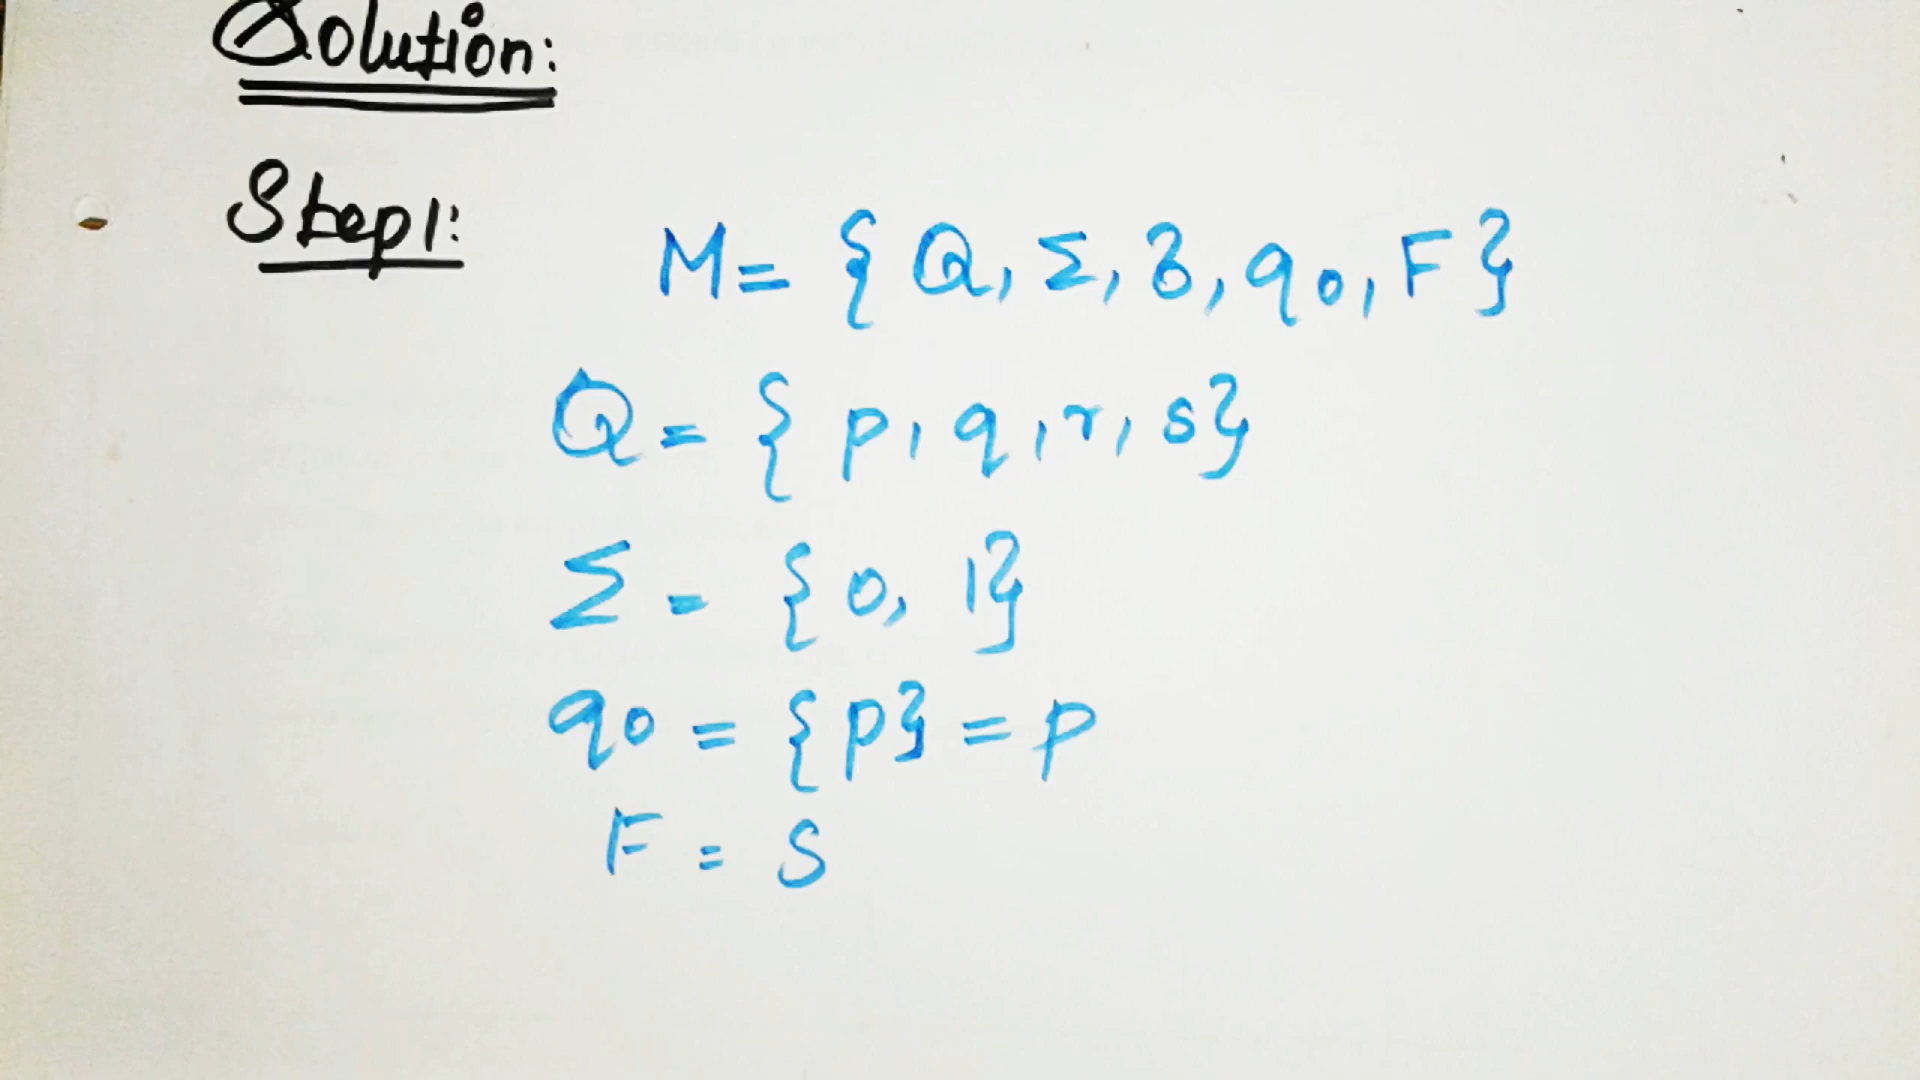 Solution:
Step1:
M = { Q, Σ, δ, q0, F }
Q = { p, q, r, s }
Σ = { 0, 1 }
q0 = { p } = p
F = S